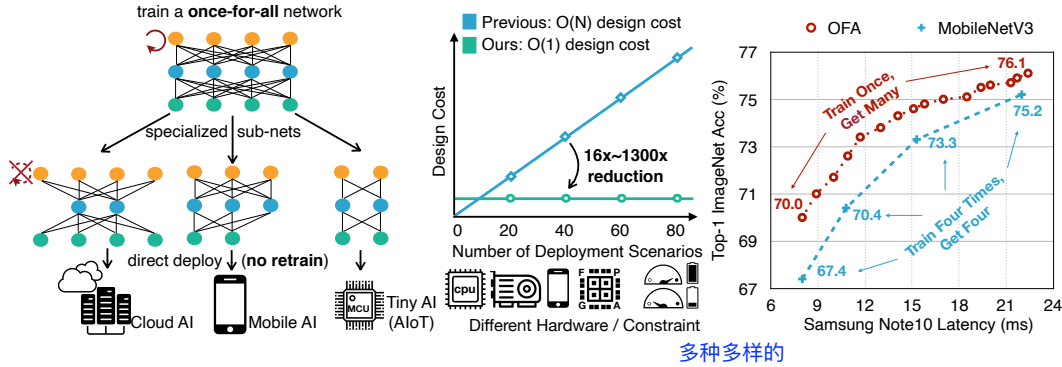 train a once-for-all network
specialized sub-nets
direct deploy (no retrain)
Cloud AI
Mobile AI
MCU
Tiny AI
(AIoT)
Previous: O(N) design cost
Ours: O(1) design cost
Design Cost
16x~1300x
reduction
0 20 40 60 80
Number of Deployment Scenarios
cpu
F P
G A
Different Hardware / Constraint
多种多样的
OFA MobileNetV3
Top-1 ImageNet Acc (%)
77
75
73
71
69
67
76.1
Train Once,
Get Many
75.2
73.3
70.0
70.4
Train Four Times,
Get Four
67.4
6 9 12 15 18 21 24
Samsung Note10 Latency (ms)